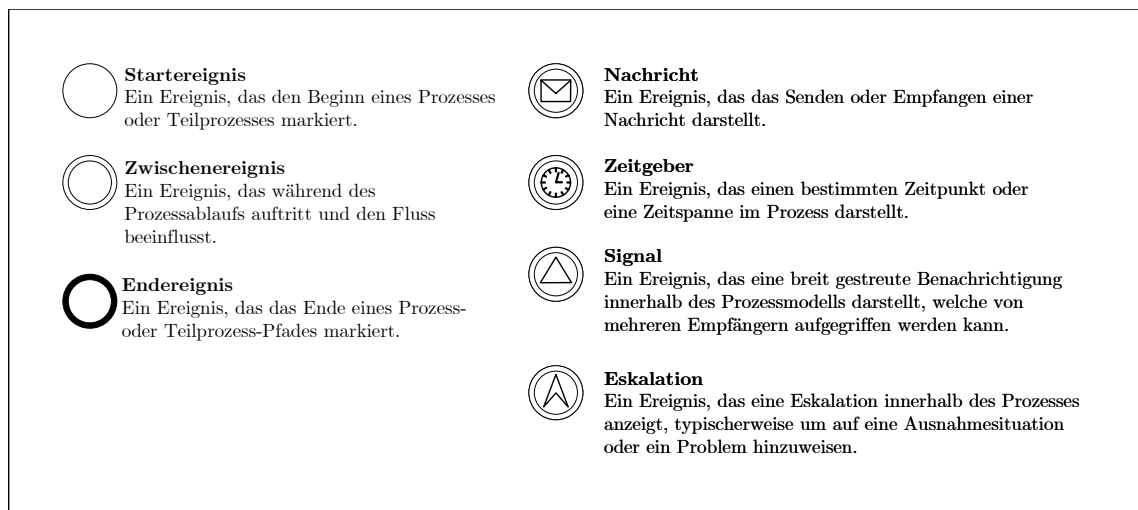 Startereignis
Ein Ereignis, das den Beginn eines Prozesses
oder Teilprozesses markiert.
Zwischenereignis
Ein Ereignis, das während des
Prozessablaufs auftritt und den Fluss
beeinflusst.
Endereignis
Ein Ereignis, das das Ende eines Prozess-
oder Teilprozess-Pfades markiert.
Nachricht
Ein Ereignis, das das Senden oder Empfangen einer
Nachricht darstellt.
Zeitgeber
Ein Ereignis, das einen bestimmten Zeitpunkt oder
eine Zeitspanne im Prozess darstellt.
Signal
Ein Ereignis, das eine breit gestreute Benachrichtigung
innerhalb des Prozessmodells darstellt, welche von
mehreren Empfängern aufgegriffen werden kann.
Eskalation
Ein Ereignis, das eine Eskalation innerhalb des Prozesses
anzeigt, typischerweise um auf eine Ausnahmesituation
oder ein Problem hinzuweisen.